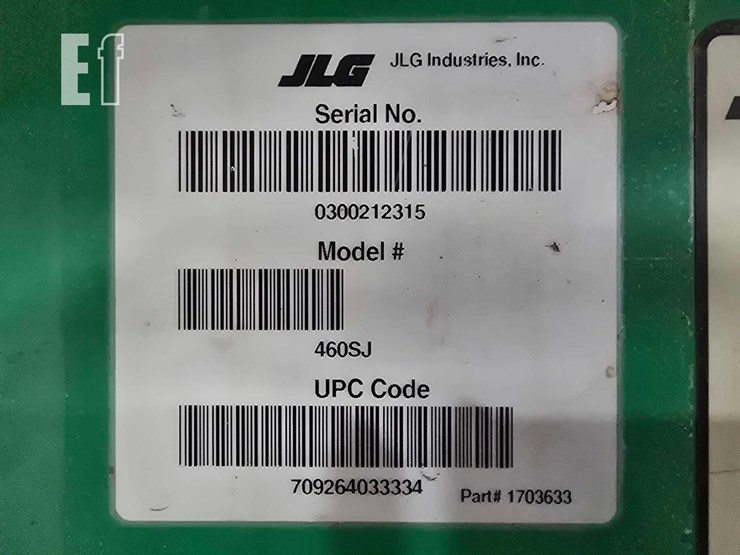 Ef
JLG JLG Industries, Inc.
Serial No.
0300212315
Model #
460SJ
UPC Code
709264033334
Part# 1703633